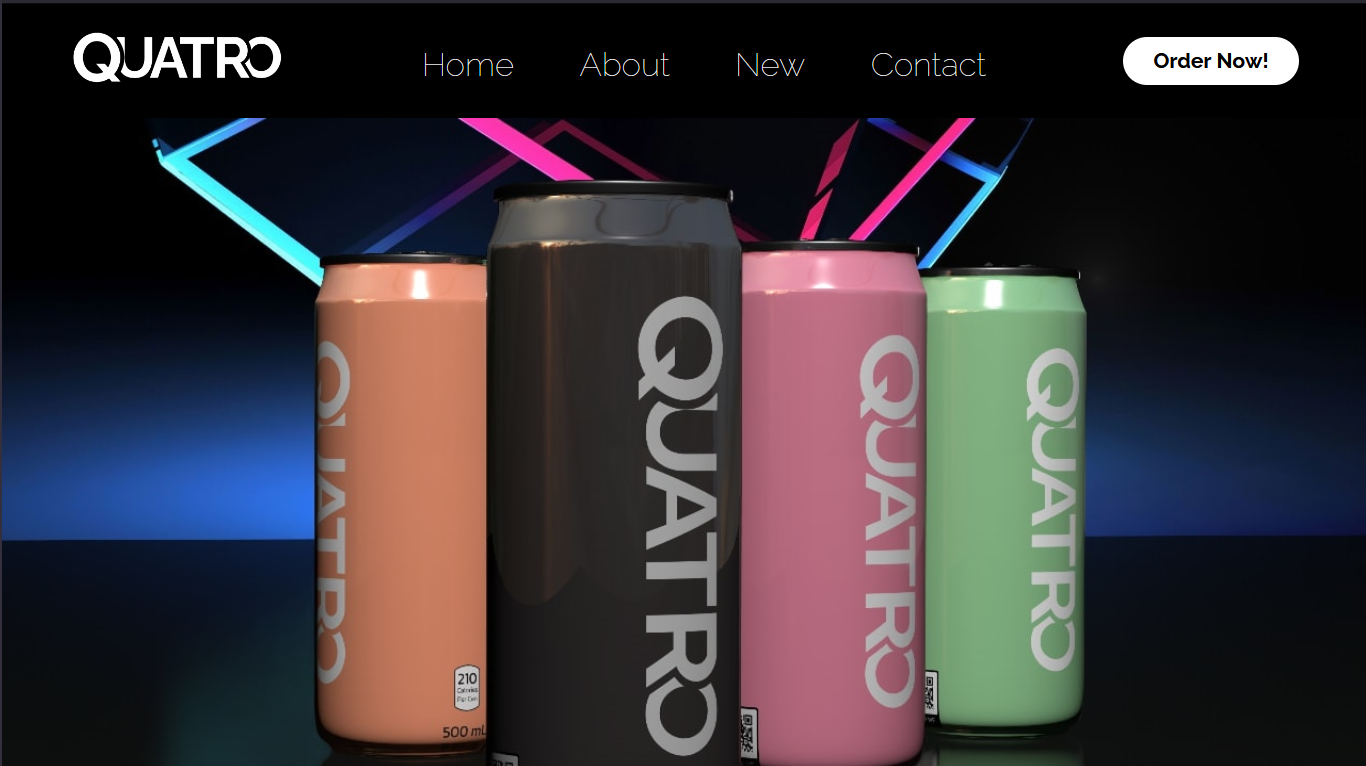 QUATRO
Home
About
New
Contact
Order Now!
QUATRO
QUATRO
QUATRO
QUATRO
210
Calories
Per Can
500 mL